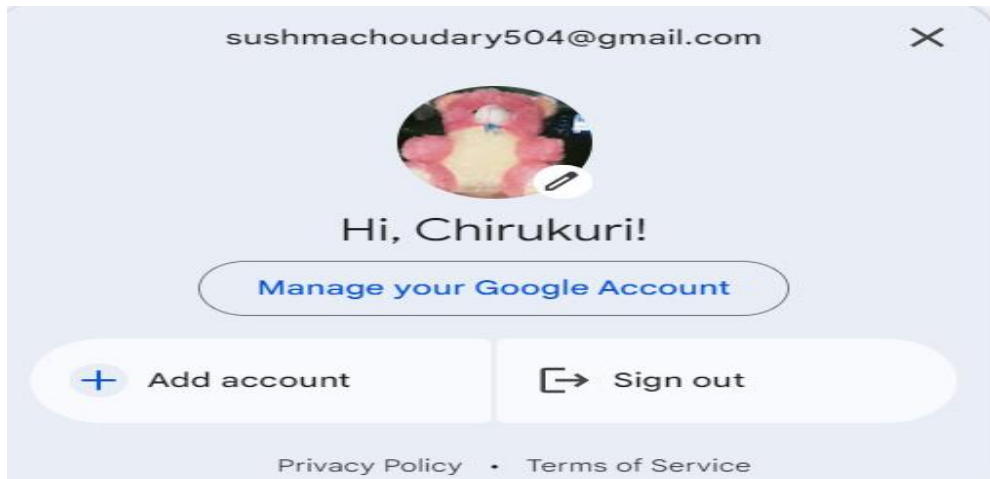 sushmachoudary504@gmail.com
Hi, Chirukuri!
Manage your Google Account
Add account
Sign out
Privacy Policy • Terms of Service